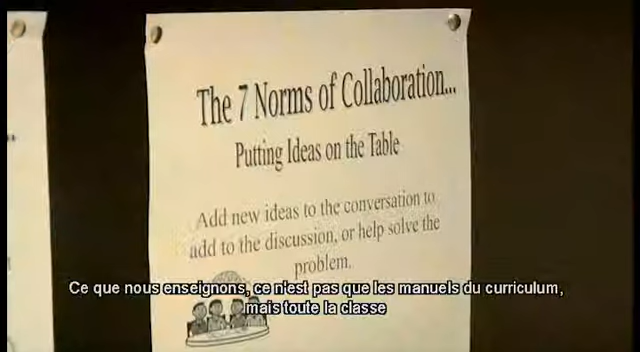 The 7 Norms of Collaboration...
Putting Ideas on the Table
Add new ideas to the conversation to
add to the discussion, or help solve the
problem.
Ce que nous enseignons, ce n'est pas que les manuels du curriculum,
mais toute la classe